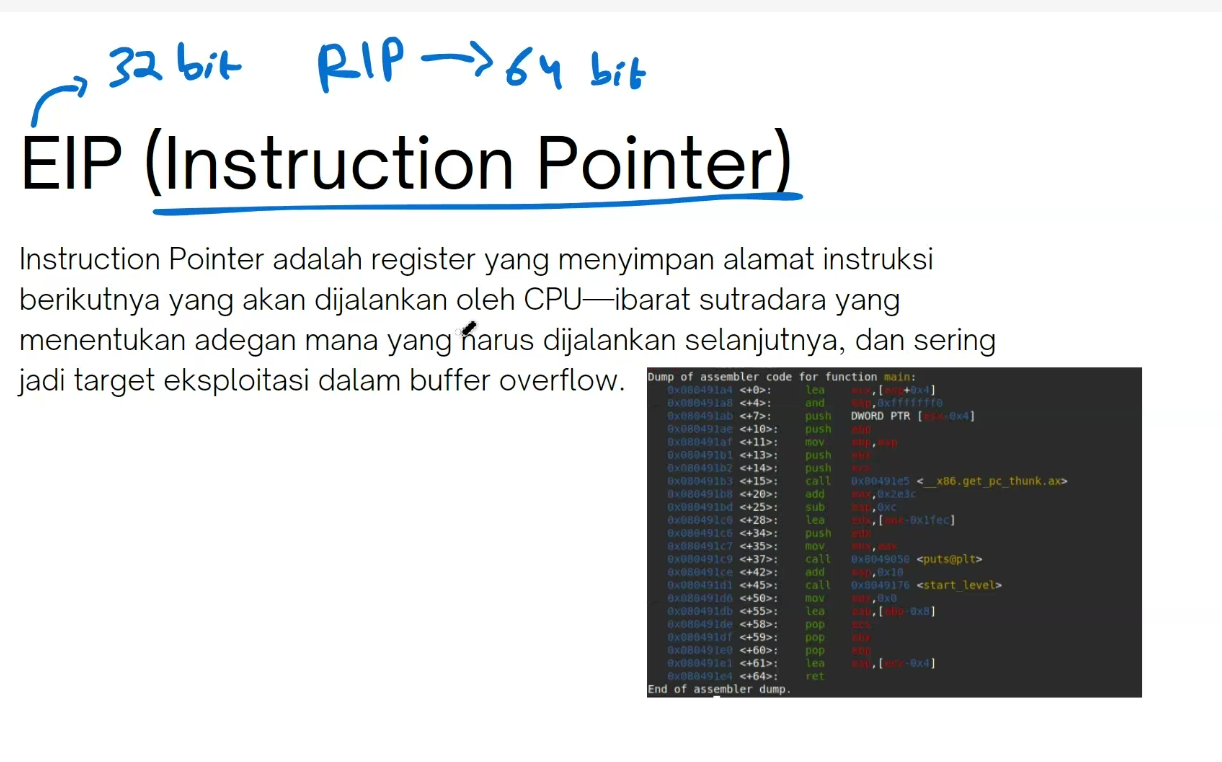 32 bit RIP → 64 bit
EIP (Instruction Pointer)
Instruction Pointer adalah register yang menyimpan alamat instruksi
berikutnya yang akan dijalankan oleh CPU—ibarat sutradara yang
menentukan adegan mana yang harus dijalankan selanjutnya, dan sering
jadi target eksploitasi dalam buffer overflow.
Dump of assembler code for function main:
0x080491a4 <+0>: lea ecx,[esp+0x4]
0x080491a8 <+4>: and esp,0xfffffff0
0x080491ab <+7>: push DWORD PTR [ecx-0x4]
0x080491ae <+10>: push ebp
0x080491af <+11>: mov ebp,esp
0x080491b1 <+13>: push ebx
0x080491b2 <+14>: push ecx
0x080491b3 <+15>: call 0x80491e5 <__x86.get_pc_thunk.ax>
0x080491b8 <+20>: add eax,0x2e3c
0x080491bd <+25>: sub esp,0xc
0x080491c0 <+28>: lea edx,[eax-0x1fec]
0x080491c6 <+34>: push edx
0x080491c7 <+35>: mov ebx,eax
0x080491c9 <+37>: call 0x8049050 <puts@plt>
0x080491ce <+42>: add esp,0x10
0x080491d1 <+45>: call 0x8049176 <start_level>
0x080491d6 <+50>: mov eax,0x0
0x080491db <+55>: lea esp,[ebp-0x8]
0x080491de <+58>: pop ecx
0x080491df <+59>: pop ebx
0x080491e0 <+60>: pop ebp
0x080491e1 <+61>: lea esp,[ecx-0x4]
0x080491e4 <+64>: ret
End of assembler dump.